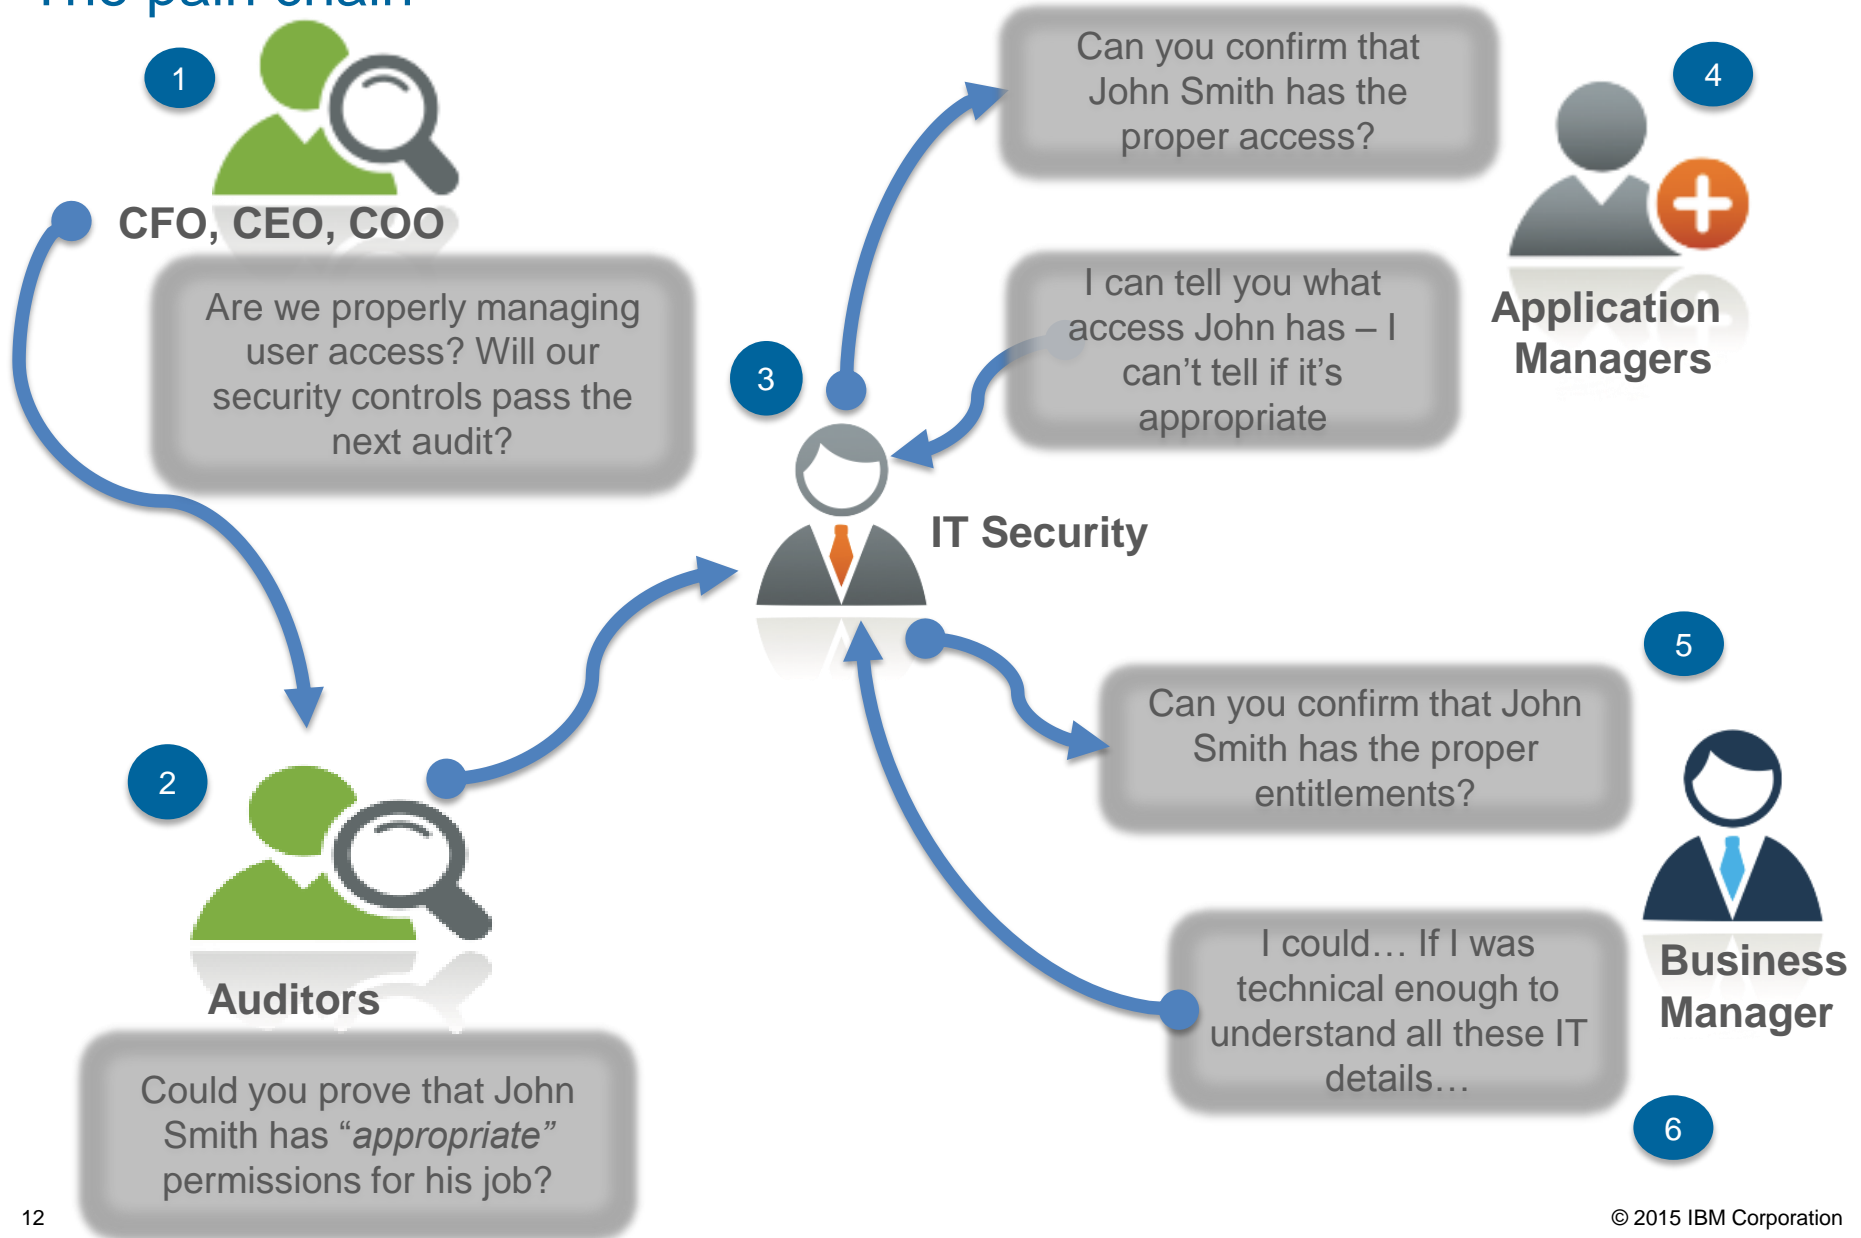 The pain chain
1
CFO, CEO, COO
Are we properly managing
user access? Will our
security controls pass the
next audit?
2
Auditors
Could you prove that John
Smith has “appropriate”
permissions for his job?
3
IT Security
Can you confirm that
John Smith has the
proper access?
4
I can tell you what
access John has – I
can’t tell if it’s
appropriate
Application
Managers
5
Can you confirm that John
Smith has the proper
entitlements?
I could… If I was
technical enough to
understand all these IT
details…
Business
Manager
6
12
© 2015 IBM Corporation